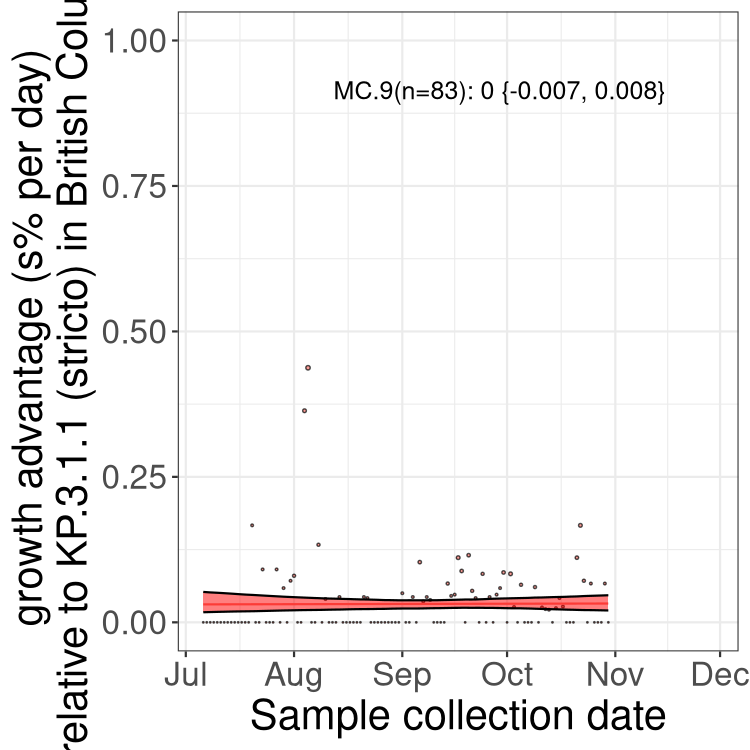 growth advantage (s% per day)
relative to KP.3.1.1 (stricto) in British Colu
1.00
0.75
0.50
0.25
0.00
MC.9(n=83): 0 {-0.007, 0.008}
Jul Aug Sep Oct Nov Dec
Sample collection date